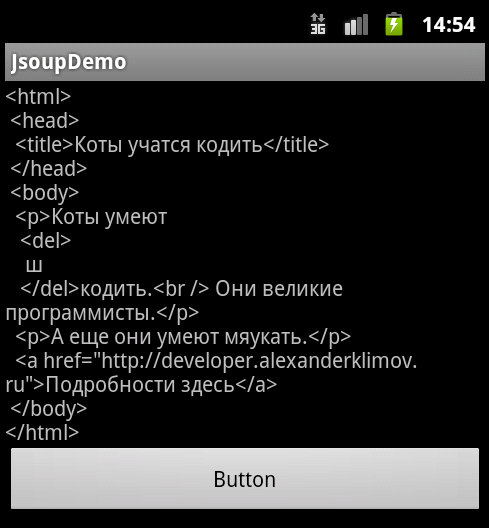 3G 14:54
JsoupDemo
<html>
<head>
<title>Коты учатся кодить</title>
</head>
<body>
<p>Коты умеют
<del>
ш
</del>кодить.<br /> Они великие
программисты.</p>
<p>А еще они умеют мяукать.</p>
<a href="http://developer.alexanderklimov.
ru">Подробности здесь</a>
</body>
</html>
Button